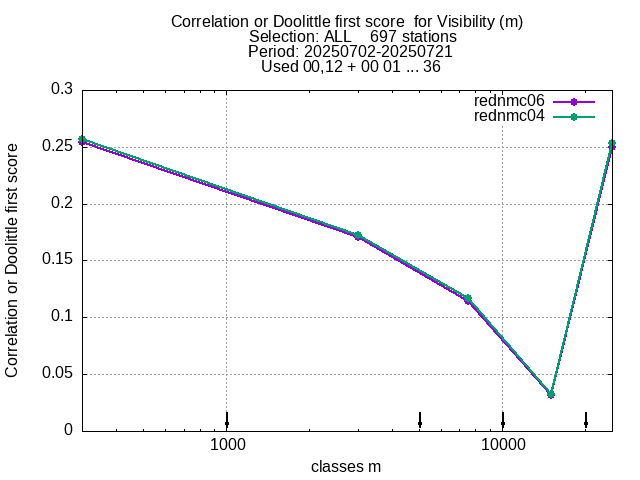 Correlation or Doolittle first score  for Visibility (m)
Selection: ALL    697 stations
Period: 20250702-20250721
Used 00,12 + 00 01 ... 36
rednmc06
rednmc04
0.3
0.25
0.2
0.15
0.1
0.05
0
Correlation or Doolittle first score
1000
10000
classes m